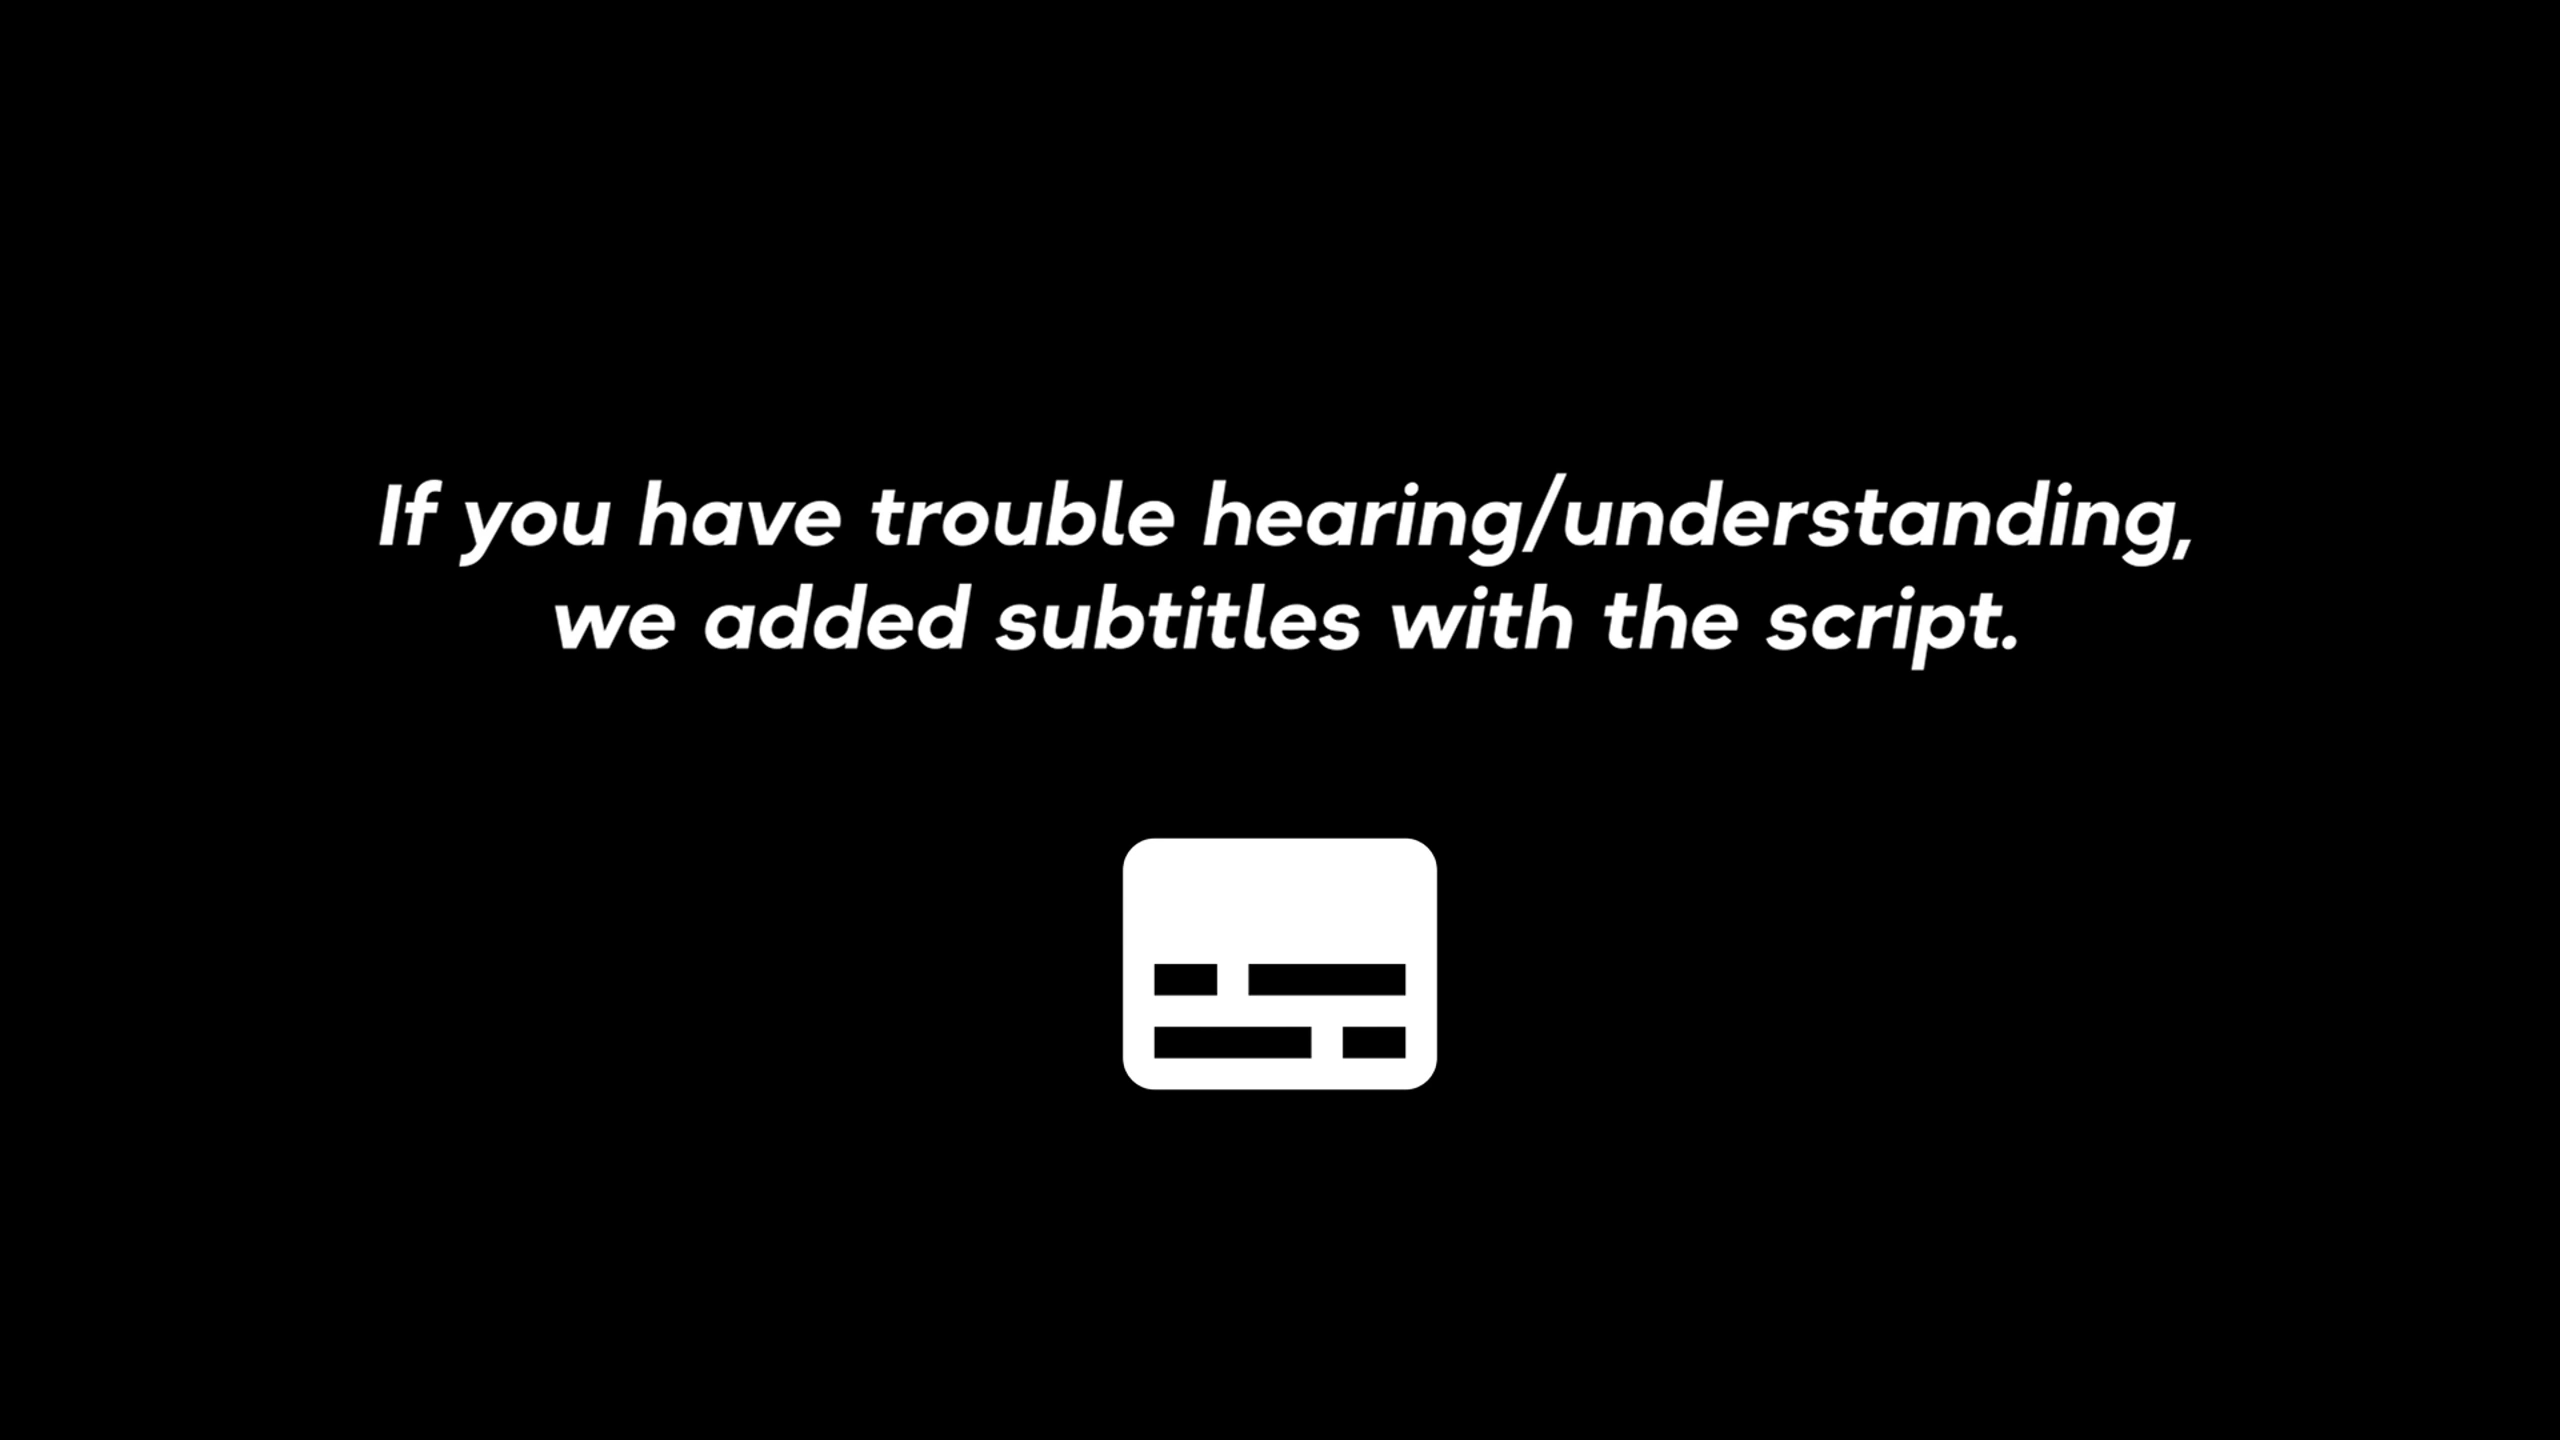 If you have trouble hearing/understanding,
we added subtitles with the script.